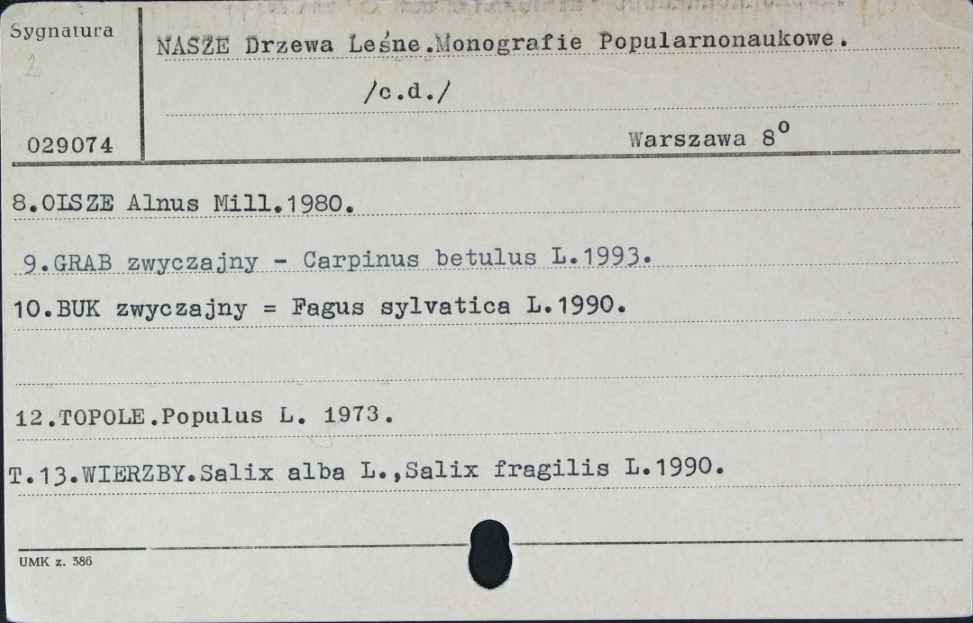 Sygnatura
NASZE Drzewa Leśne.Monografie Popularnonaukowe.
2
/c.d./
029074
Warszawa 8º
8.OLSZE Alnus Mill.1980.
9.GRAB zwyczajny - Carpinus betulus L.1993.
10.BUK zwyczajny = Fagus sylvatica L.1990.
12.TOPOLE.Populus L. 1973.
T.13.WIERZBY.Salix alba L.,Salix fragilis L.1990.
UMK z. 386